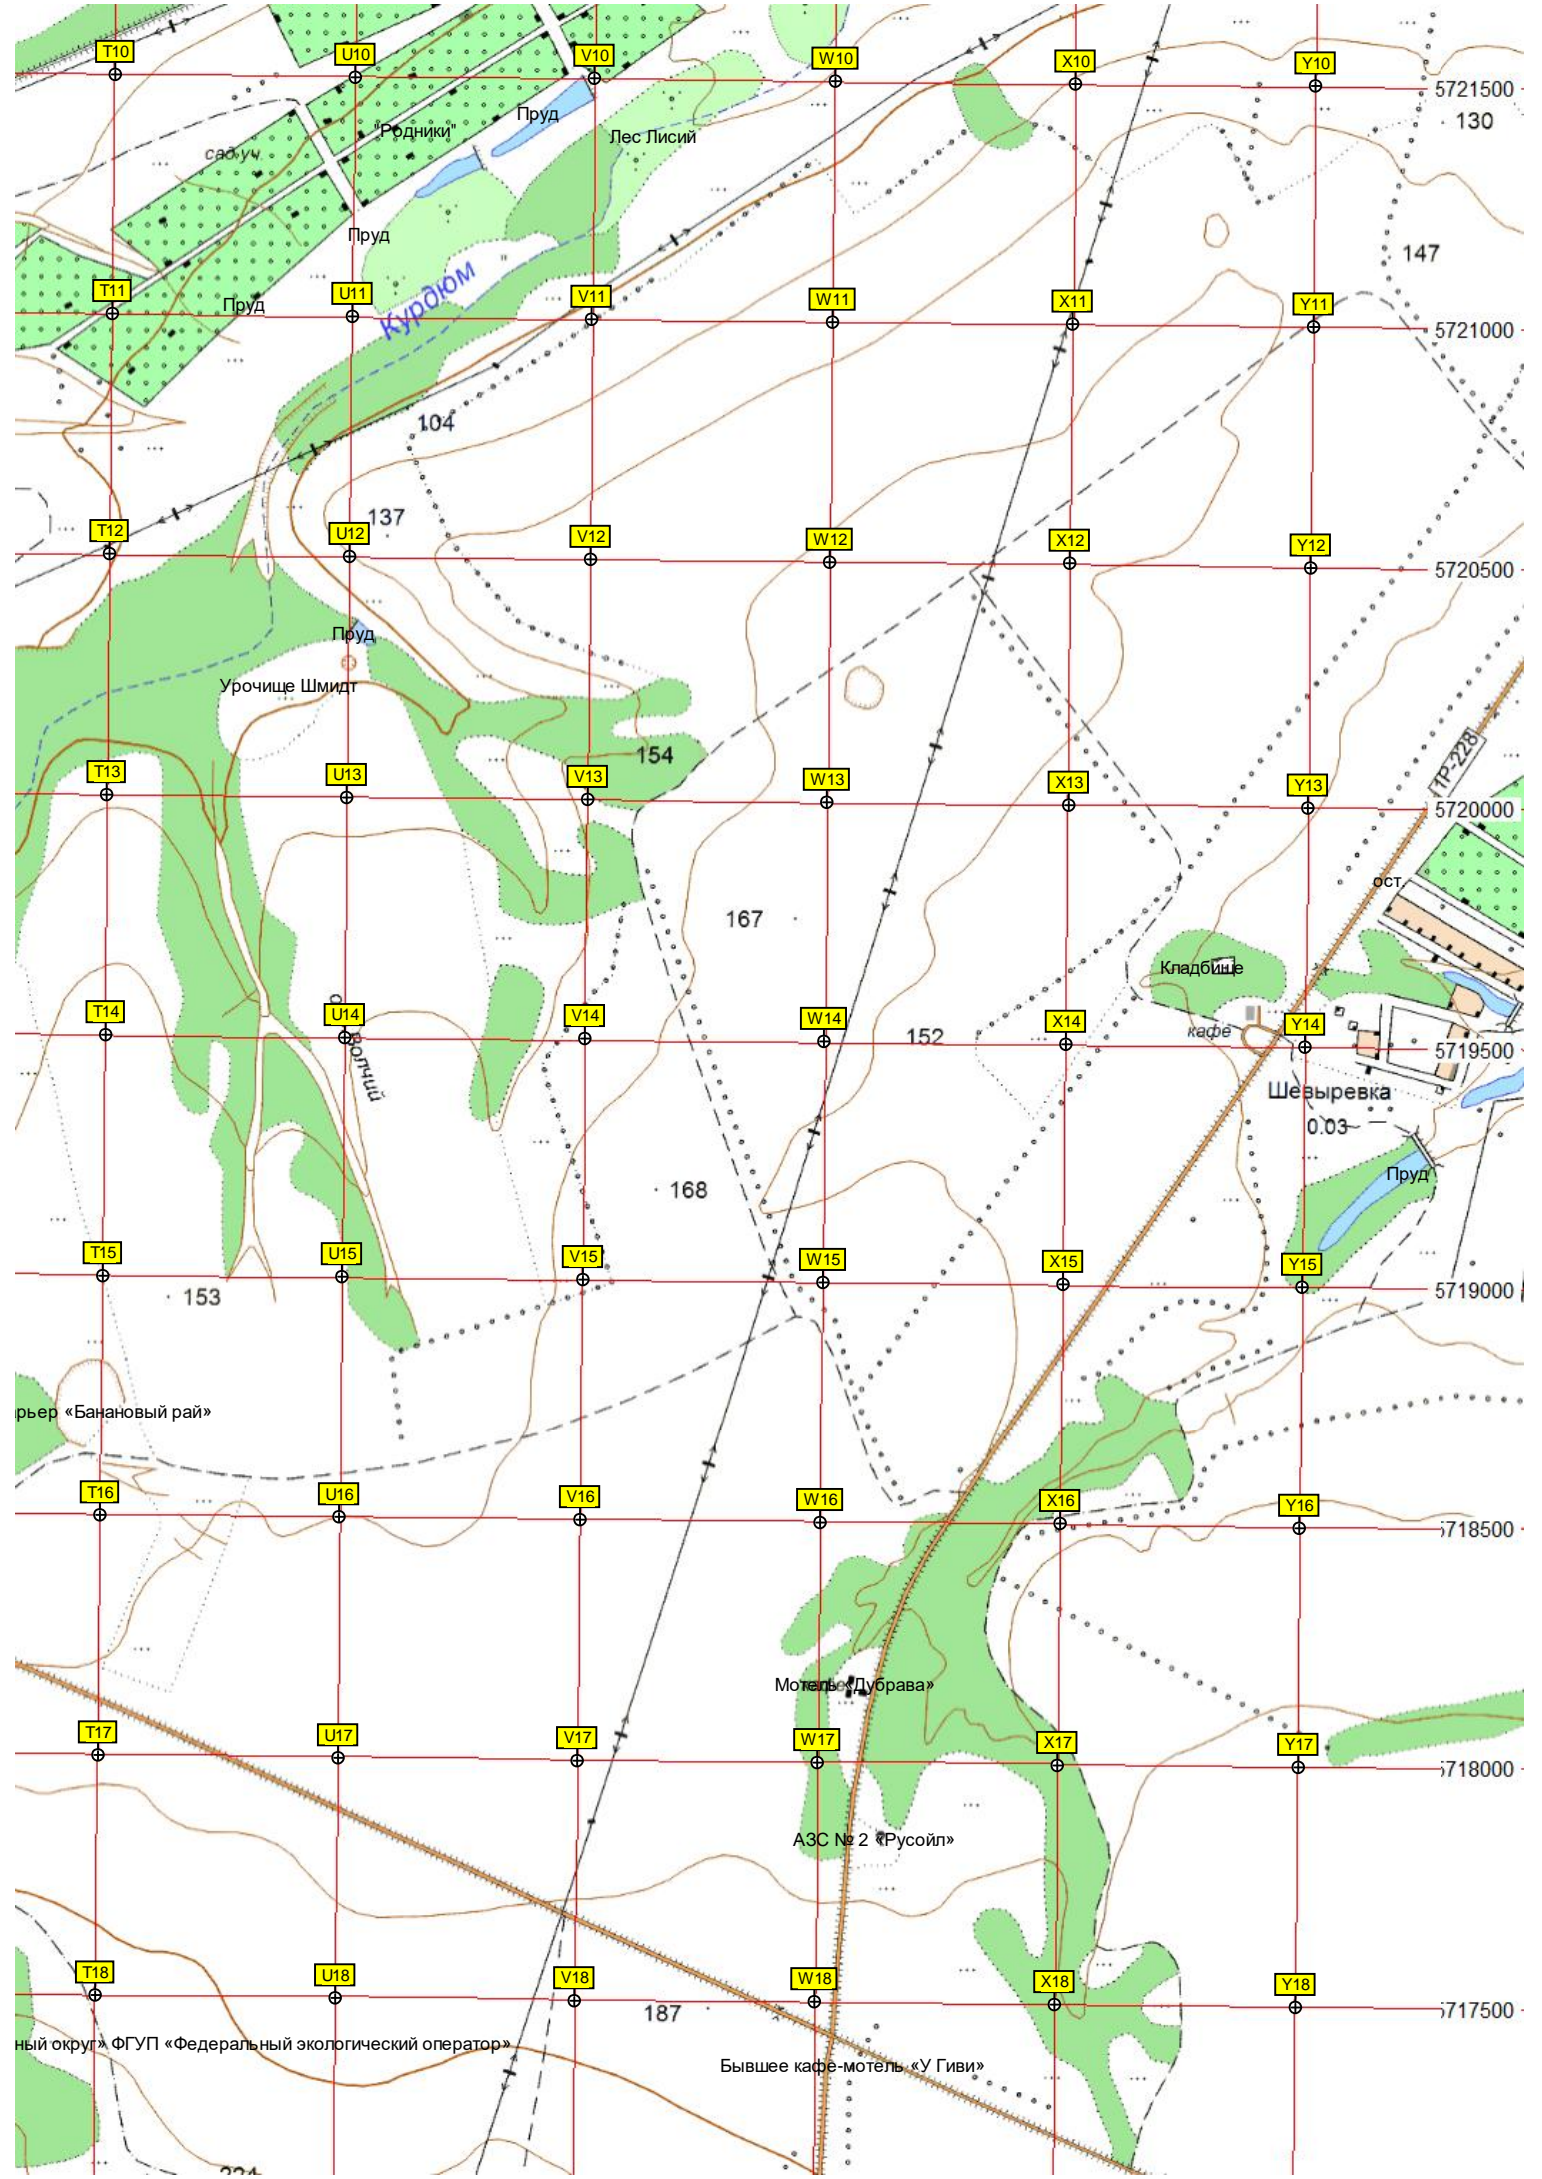 T10
U10
V10
W10
X10
Y10
5721500
130
Пруд
"Родники"
Лес Лисий
сад.уч.
Пруд
147
Курдюм
T11
Пруд
U11
V11
W11
X11
Y11
5721000
104
137
T12
U12
V12
W12
X12
Y12
5720500
Пруд
Урочище Шмидт
154
1Р-228
T13
U13
V13
W13
X13
Y13
5720000
ост.
167
Кладбище
T14
U14
V14
W14
152
X14
кафе
Y14
5719500
о. Волчий
Шевыревка
0.03
Пруд
168
T15
U15
V15
W15
X15
Y15
5719000
153
рьер «Банановый рай»
T16
U16
V16
W16
X16
Y16
5718500
Мотель «Дубрава»
T17
U17
V17
W17
X17
Y17
5718000
АЗС № 2 «Русойл»
T18
U18
V18
W18
X18
Y18
187
5717500
ный округ» ФГУП «Федеральный экологический оператор»
Бывшее кафе-мотель «У Гиви»
224